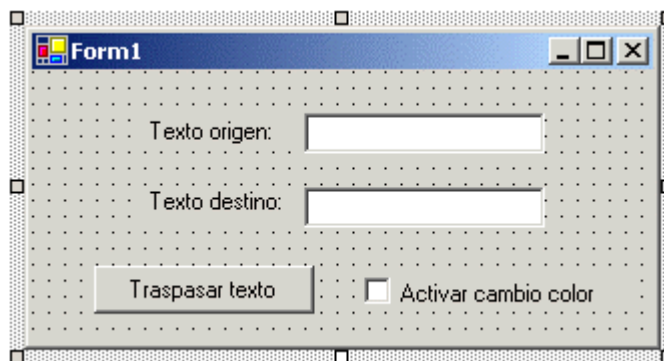 Form1
Texto origen:
Texto destino:
Traspasar texto
Activar cambio color